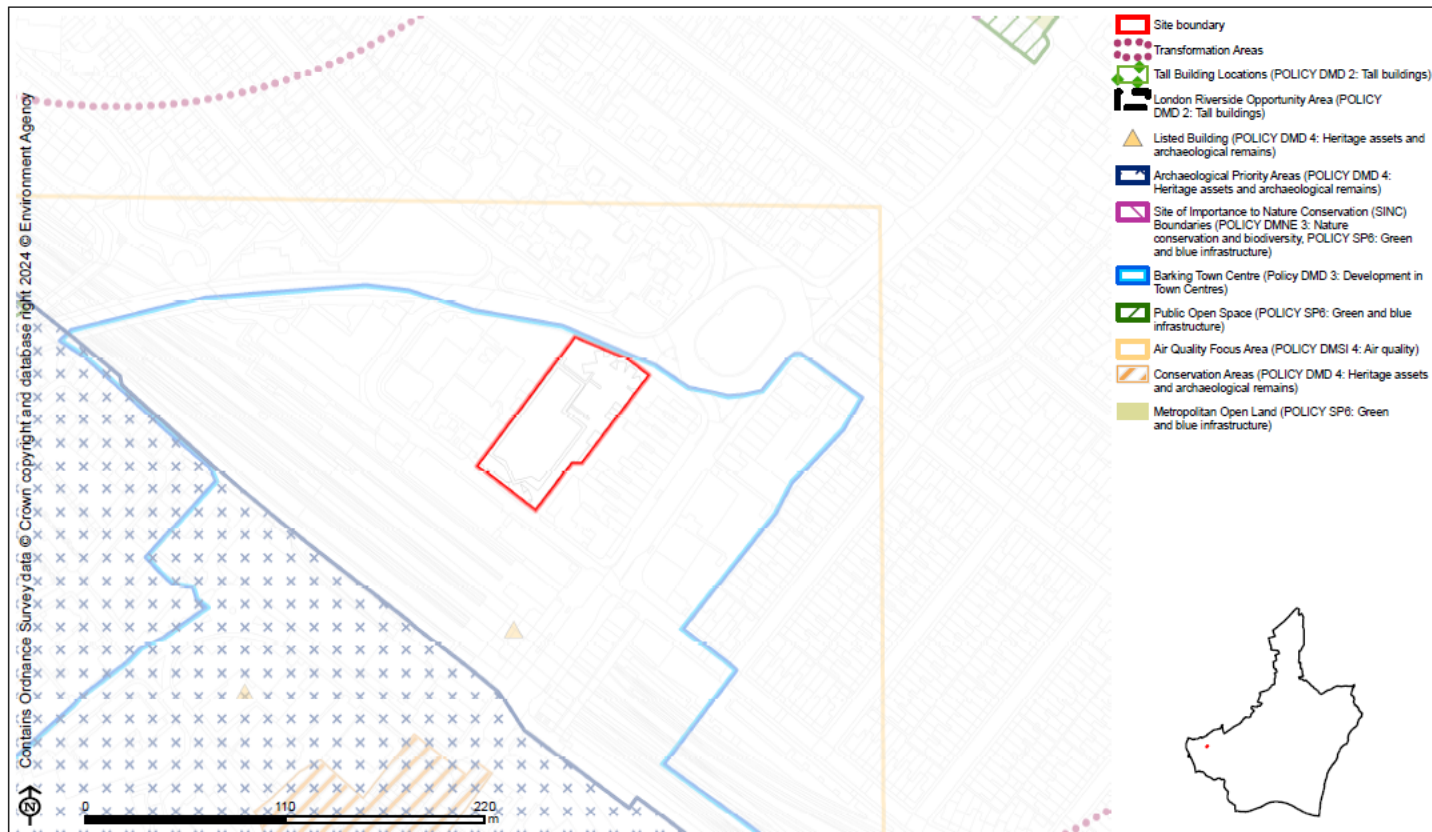 Contains Ordnance Survey data © Crown copyright and database right 2024 © Environment Agency
N
0 110 220
m
Site boundary
Transformation Areas
Tall Building Locations (POLICY DMD 2: Tall buildings)
London Riverside Opportunity Area (POLICY
DMD 2: Tall buildings)
Listed Building (POLICY DMD 4: Heritage assets and
archaeological remains)
Archaeological Priority Areas (POLICY DMD 4:
Heritage assets and archaeological remains)
Site of Importance to Nature Conservation (SINC)
Boundaries (POLICY DMNE 3: Nature
conservation and biodiversity, POLICY SP6: Green
and blue infrastructure)
Barking Town Centre (Policy DMD 3: Development in
Town Centres)
Public Open Space (POLICY SP6: Green and blue
infrastructure)
Air Quality Focus Area (POLICY DMSI 4: Air quality)
Conservation Areas (POLICY DMD 4: Heritage assets
and archaeological remains)
Metropolitan Open Land (POLICY SP6: Green
and blue infrastructure)